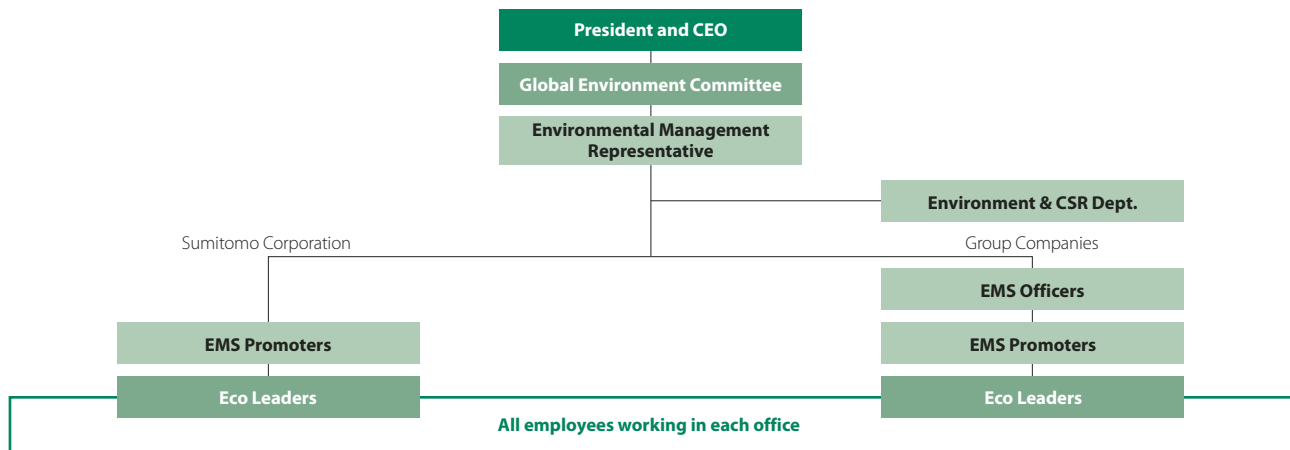 President and CEO
Global Environment Committee
Environmental Management
Representative
Environment & CSR Dept.
Sumitomo Corporation
Group Companies
EMS Officers
EMS Promoters
EMS Promoters
Eco Leaders
Eco Leaders
All employees working in each office